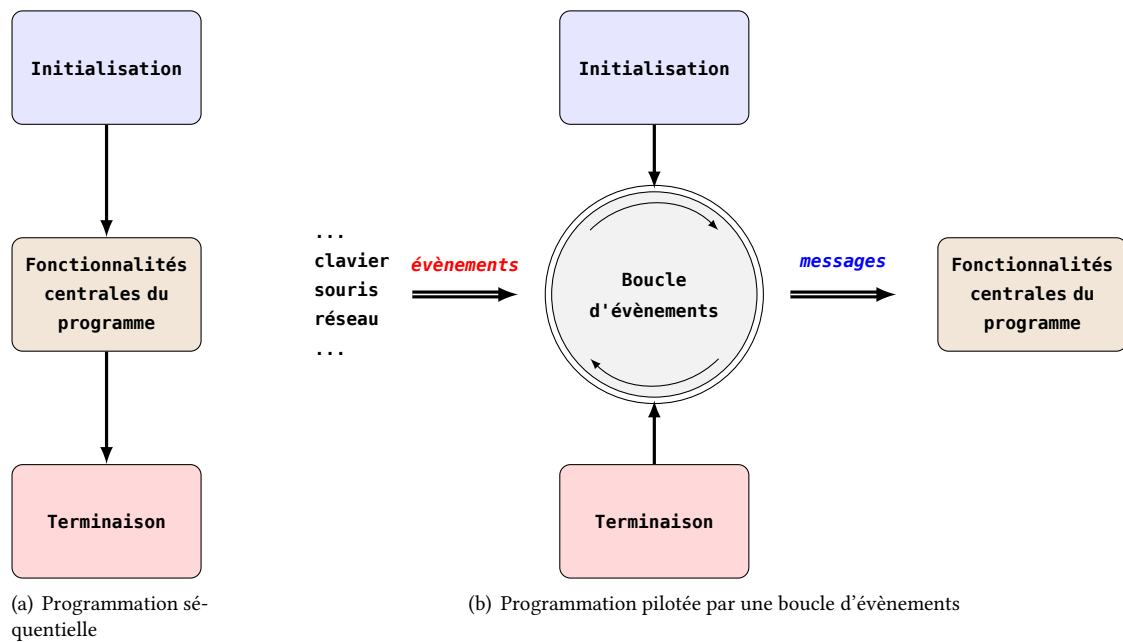 Initialisation
Fonctionnalités
centrales du
programme
Terminaison
(a) Programmation sé-
quentielle
Initialisation
...
clavier
souris
réseau
...
évènements
Boucle
d'évènements
messages
Fonctionnalités
centrales du
programme
Terminaison
(b) Programmation pilotée par une boucle d’évènements